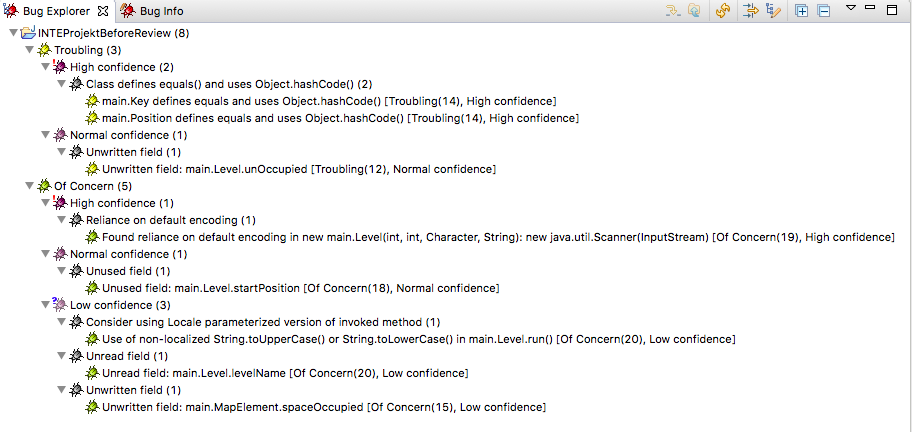 Bug Explorer Bug Info
INTEProjektBeforeReview (8)
Troubling (3)
High confidence (2)
Class defines equals() and uses Object.hashCode() (2)
main.Key defines equals and uses Object.hashCode() [Troubling(14), High confidence]
main.Position defines equals and uses Object.hashCode() [Troubling(14), High confidence]
Normal confidence (1)
Unwritten field (1)
Unwritten field: main.Level.unOccupied [Troubling(12), Normal confidence]
Of Concern (5)
High confidence (1)
Reliance on default encoding (1)
Found reliance on default encoding in new main.Level(int, int, Character, String): new java.util.Scanner(InputStream) [Of Concern(19), High confidence]
Normal confidence (1)
Unused field (1)
Unused field: main.Level.startPosition [Of Concern(18), Normal confidence]
Low confidence (3)
Consider using Locale parameterized version of invoked method (1)
Use of non-localized String.toUpperCase() or String.toLowerCase() in main.Level.run() [Of Concern(20), Low confidence]
Unread field (1)
Unread field: main.Level.levelName [Of Concern(20), Low confidence]
Unwritten field (1)
Unwritten field: main.MapElement.spaceOccupied [Of Concern(15), Low confidence]